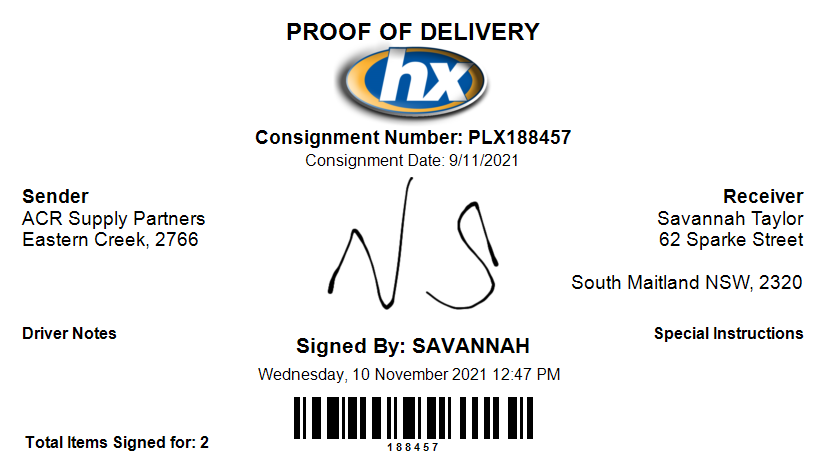 PROOF OF DELIVERY
hx
Consignment Number: PLX188457
Consignment Date: 9/11/2021
Sender
ACR Supply Partners
Eastern Creek, 2766
Receiver
Savannah Taylor
62 Sparke Street
South Maitland NSW, 2320
NS
Driver Notes
Special Instructions
Signed By: SAVANNAH
Wednesday, 10 November 2021 12:47 PM
188457
Total Items Signed for: 2